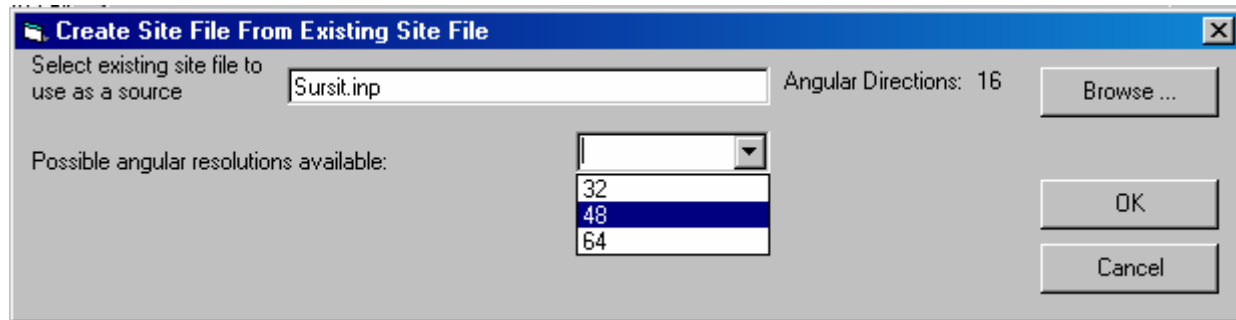 Create Site File From Existing Site File
Select existing site file to
use as a source
Sursit.inp
Angular Directions: 16
Browse ...
Possible angular resolutions available:
32
48
64
OK
Cancel